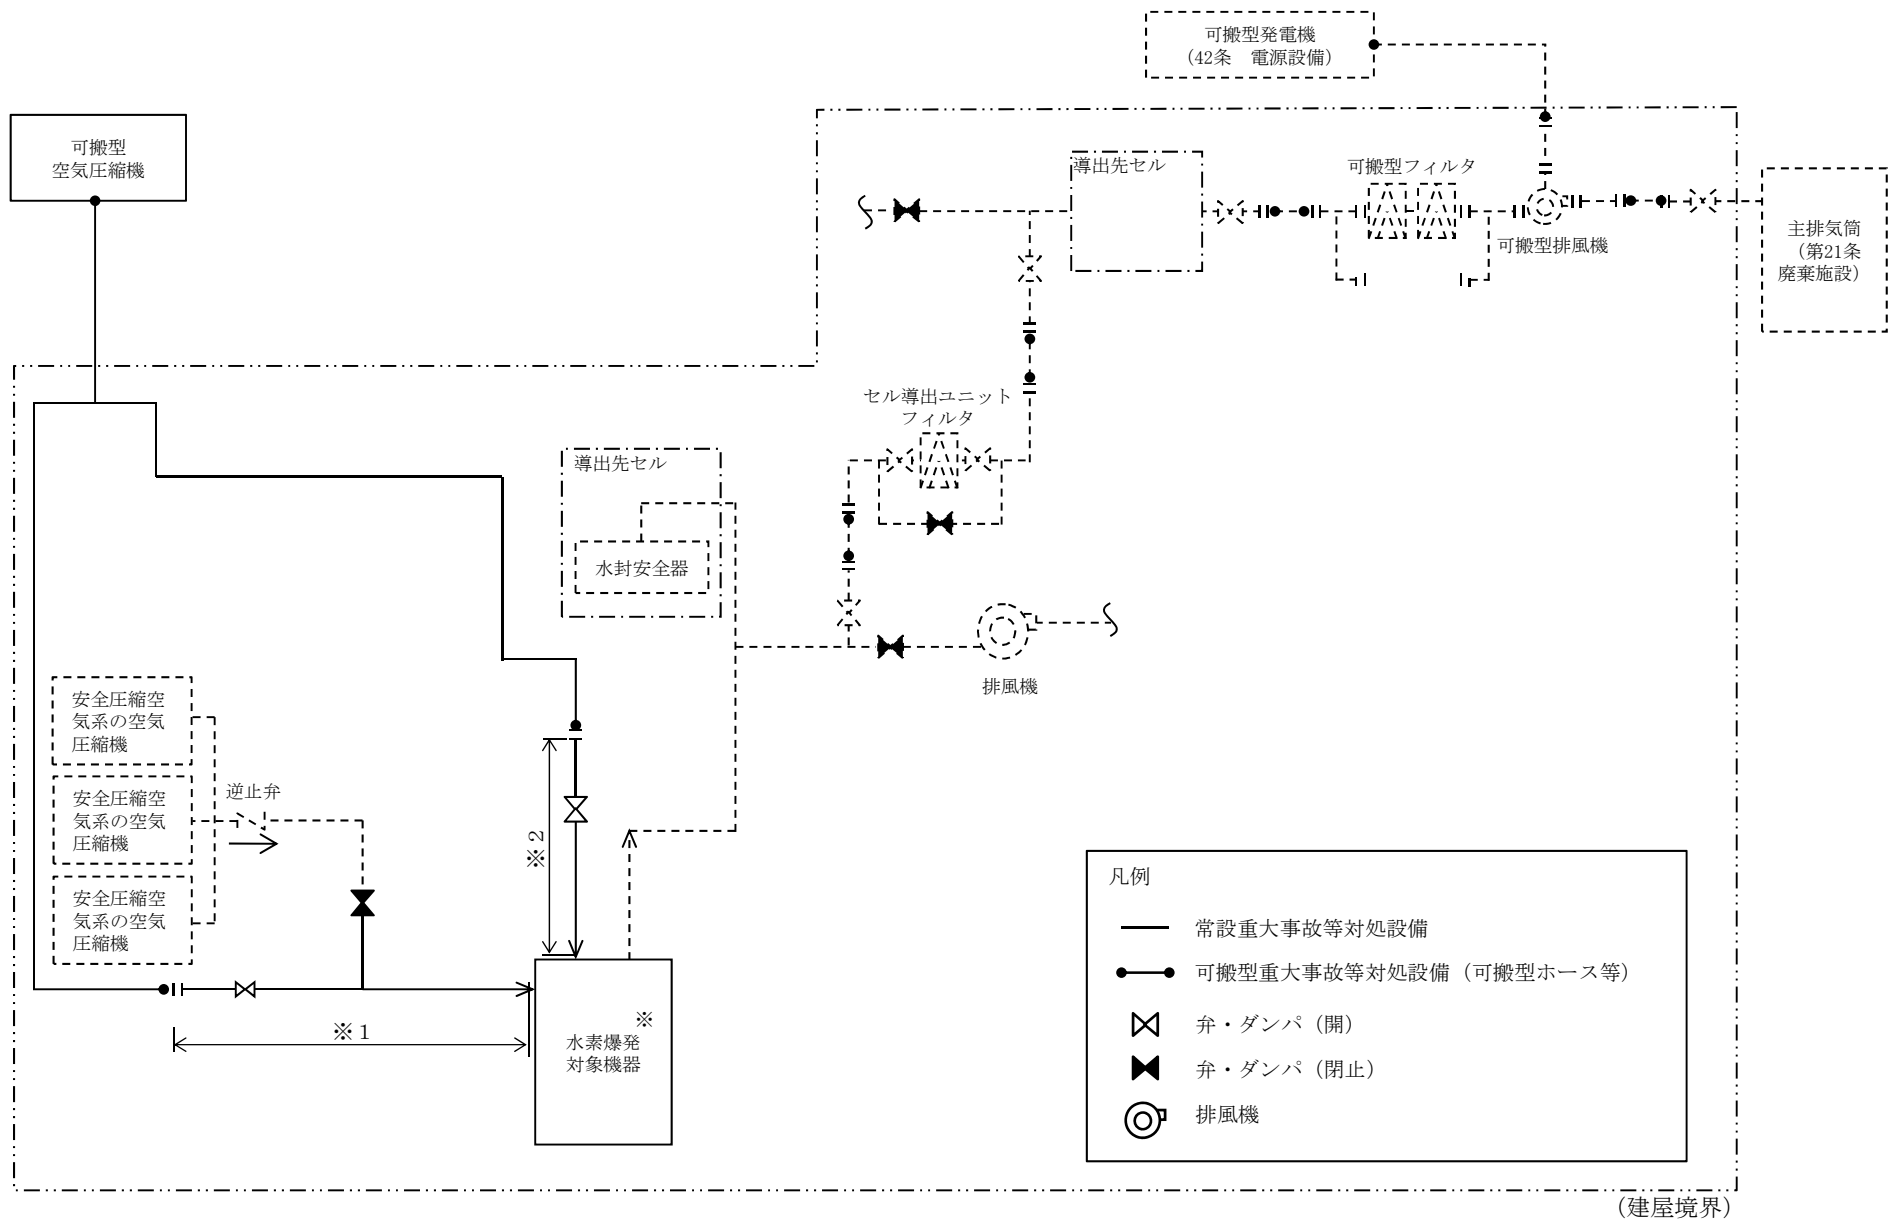 可搬型発電機
（42条　電源設備）
可搬型
空気圧縮機
導出先セル
可搬型フィルタ
可搬型排風機
主排気筒
（第21条
廃棄施設）
セル導出ユニット
フィルタ
導出先セル
水封安全器
排風機
安全圧縮空
気系の空気
圧縮機
安全圧縮空
気系の空気
圧縮機
安全圧縮空
気系の空気
圧縮機
逆止弁
※２
※１
※
水素爆発
対象機器
凡例
常設重大事故等対処設備
可搬型重大事故等対処設備（可搬型ホース等）
弁・ダンパ（開）
弁・ダンパ（閉止）
排風機
（建屋境界）